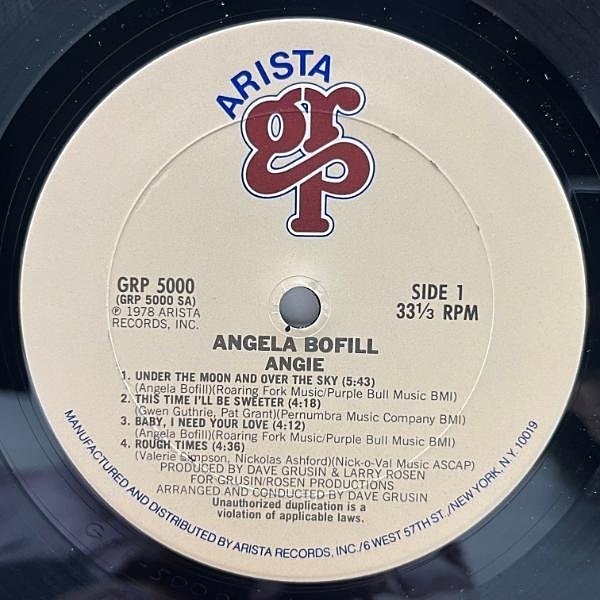 ARISTA
grp
GRP 5000
(GRP 5000 SA)
℗ 1978 ARISTA
RECORDS, INC.
SIDE 1
33⅓ RPM
ANGELA BOFILL
ANGIE
1. UNDER THE MOON AND OVER THE SKY (5:43)
(Angela Bofill)(Roaring Fork Music/Purple Bull Music BMI)
2. THIS TIME I'LL BE SWEETER (4:18)
(Gwen Guthrie, Pat Grant)(Pernumbra Music Company BMI)
3. BABY, I NEED YOUR LOVE (4:12)
(Angela Bofill)(Roaring Fork Music/Purple Bull Music BMI)
4. ROUGH TIMES (4:36)
(Valerie Simpson, Nickolas Ashford)(Nick-o-Val Music ASCAP)
PRODUCED BY DAVE GRUSIN & LARRY ROSEN
FOR GRUSIN/ROSEN PRODUCTIONS
ARRANGED AND CONDUCTED BY DAVE GRUSIN
Unauthorized duplication is a
violation of applicable laws.
MANUFACTURED AND DISTRIBUTED BY ARISTA RECORDS, INC./6 WEST 57TH ST./NEW YORK, N.Y. 10019